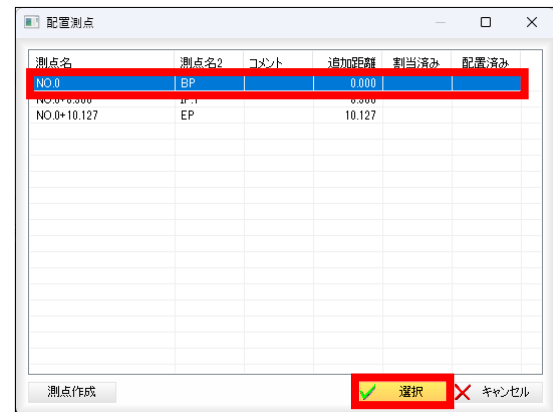 配置測点
測点名 測点名2 コメント 追加距離 割当済み 配置済み
NO.0 BP 0.000
NO.0+10.127 EP 10.127
測点作成 選択 キャンセル